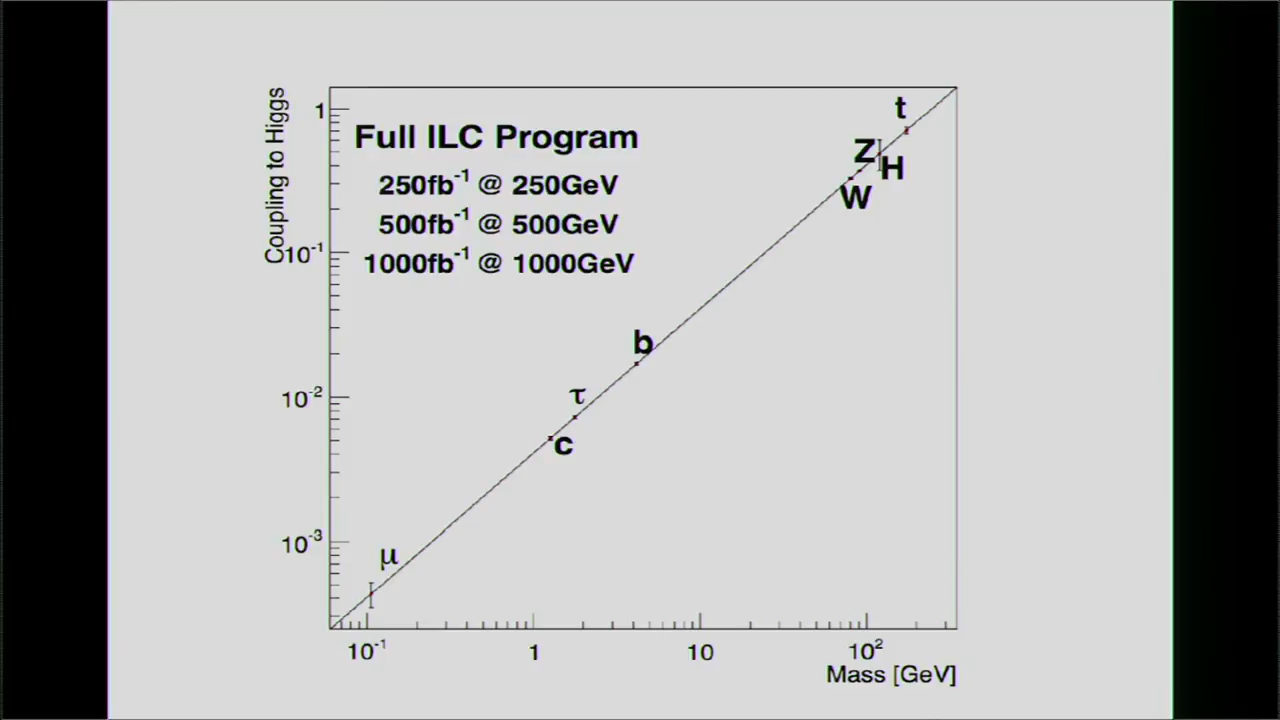 Coupling to Higgs
1
10⁻¹
10⁻²
10⁻³
Full ILC Program
250fb⁻¹ @ 250GeV
500fb⁻¹ @ 500GeV
1000fb⁻¹ @ 1000GeV
t
Z
H
W
b
τ
c
μ
10⁻¹
1
10
10²
Mass [GeV]